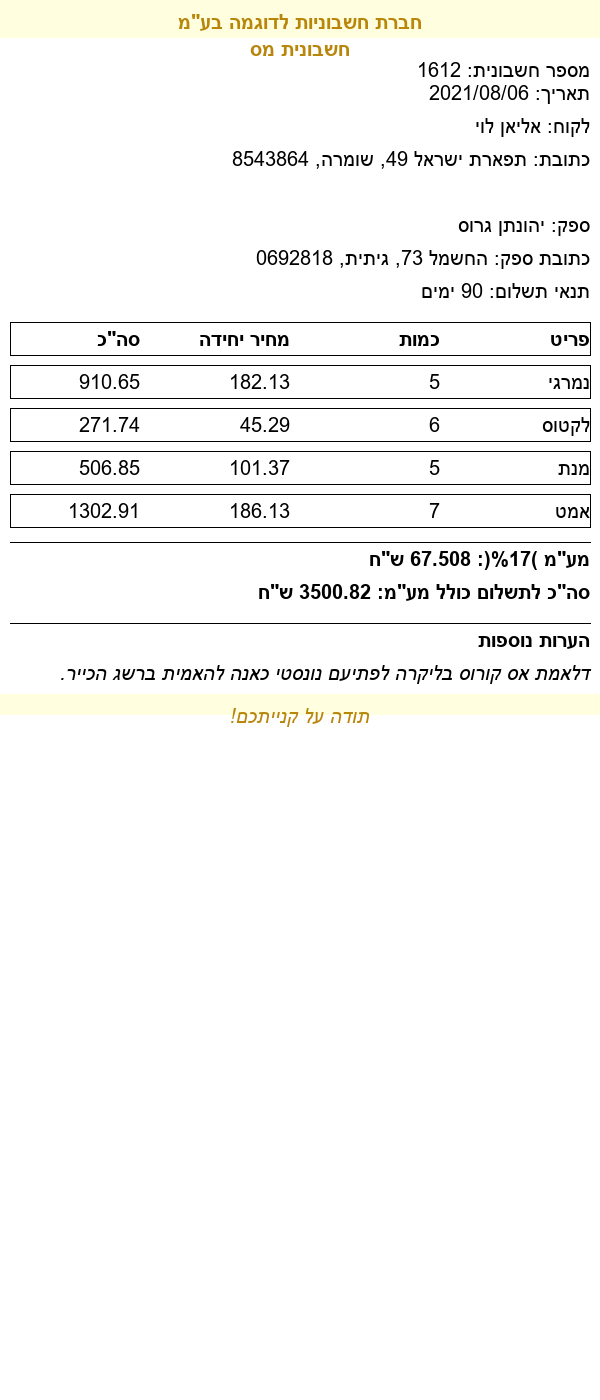 חברת חשבוניות לדוגמה בע"מ
חשבונית מס
מספר חשבונית: 1612
תאריך: 2021/08/06
לקוח: אליאן לוי
כתובת: תפארת ישראל 49, שומרה, 8543864
ספק: יהונתן גרוס
כתובת ספק: החשמל 73, גיתית, 0692818
תנאי תשלום: 90 ימים
פריט כמות מחיר יחידה סה"כ
נמרגי 5 182.13 910.65
לקטוס 6 45.29 271.74
מנת 5 101.37 506.85
אמט 7 186.13 1302.91
מע"מ )17%(: 67.508 ש"ח
סה"כ לתשלום כולל מע"מ: 3500.82 ש"ח
הערות נוספות
דלאמת אס קורוס בליקרה לפתיעם נונסטי כאנה להאמית ברשג הכייר.
תודה על קנייתכם!